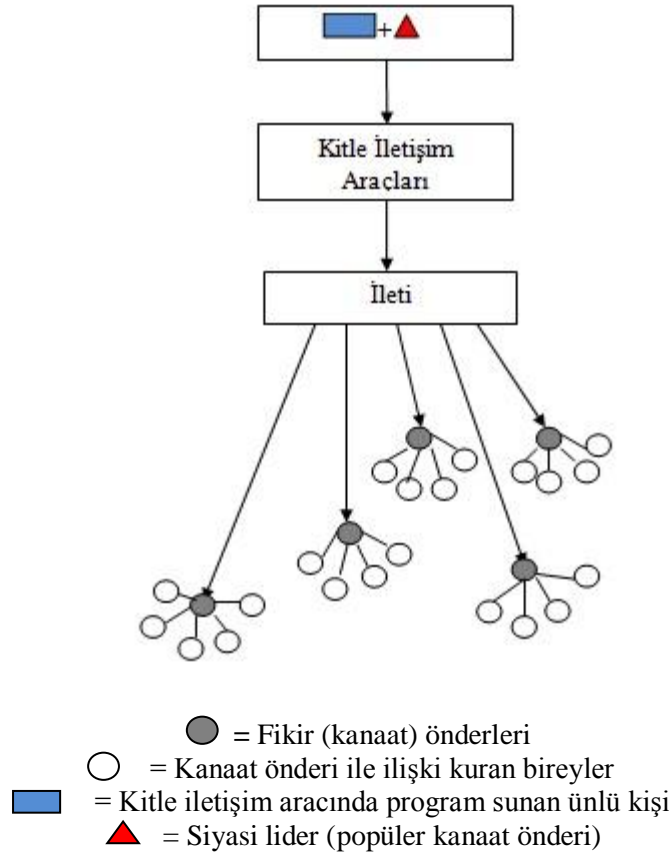 +
Kitle İletişim
Araçları
İleti
= Fikir (kanaat) önderleri
= Kanaat önderi ile ilişki kuran bireyler
= Kitle iletişim aracında program sunan ünlü kişi
= Siyasi lider (popüler kanaat önderi)